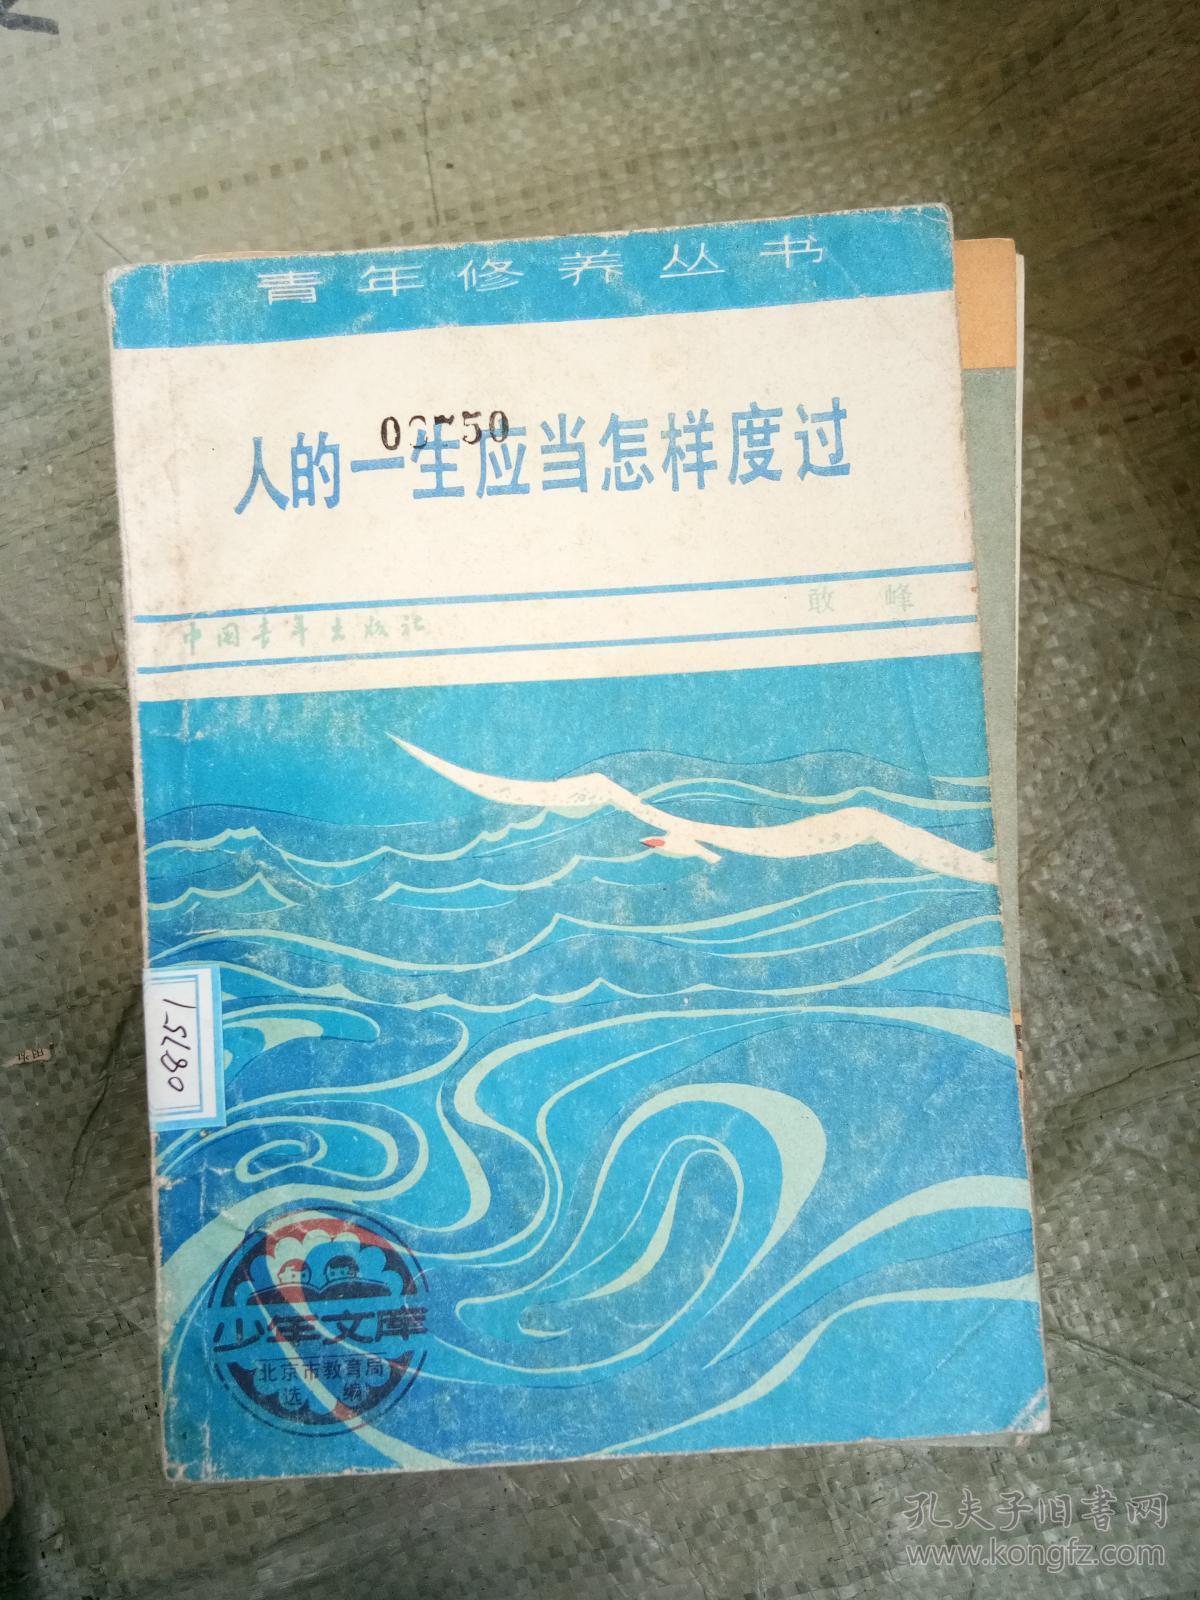 青年修养丛书
人的一生应当怎样度过
敢 峰
中国青年出版社
08751
少年文库
北京市教育局
选 编
孔夫子旧书网
www.kongfz.com